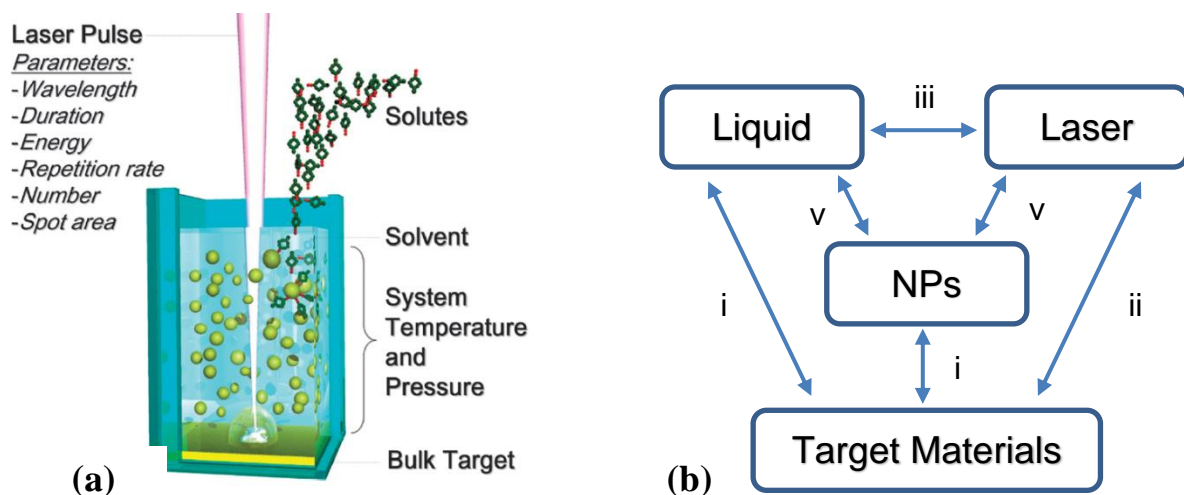 Laser Pulse
Parameters:
-Wavelength
-Duration
-Energy
-Repetition rate
-Number
-Spot area
Solutes
Solvent
System
Temperature
and
Pressure
Bulk Target
(a)
iii
Liquid
Laser
v
v
NPs
i
ii
i
Target Materials
(b)